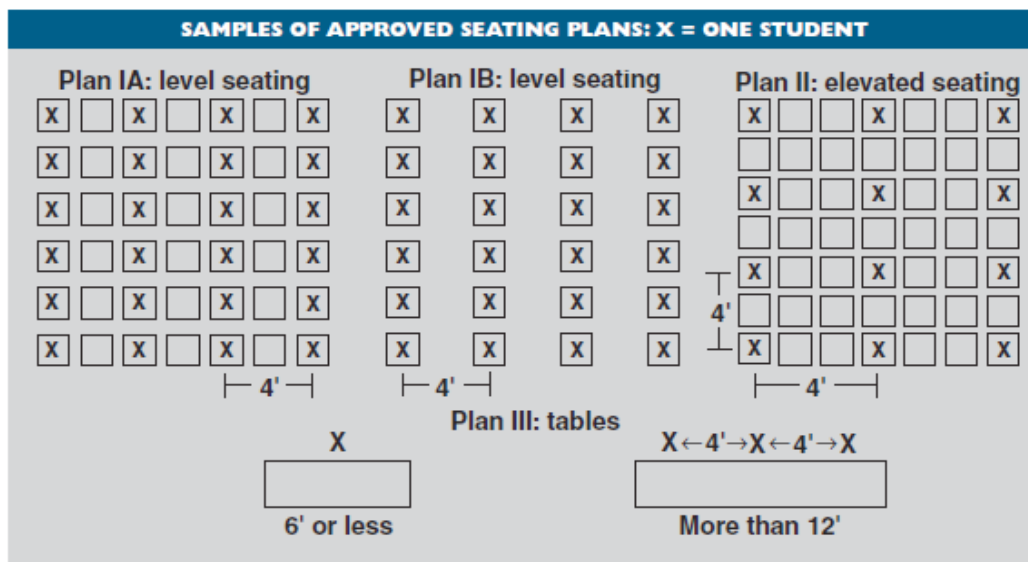 SAMPLES OF APPROVED SEATING PLANS: X = ONE STUDENT
Plan IA: level seating
X X X X
X X X X
X X X X
X X X X
X X X X
X X X X
4'
Plan IB: level seating
X X X X
X X X X
X X X X
X X X X
X X X X
X X X X
4'
Plan II: elevated seating
X X X
X X X
X X X
X X X
4'
4'
Plan III: tables
X
6' or less
X←4'→X←4'→X
More than 12'